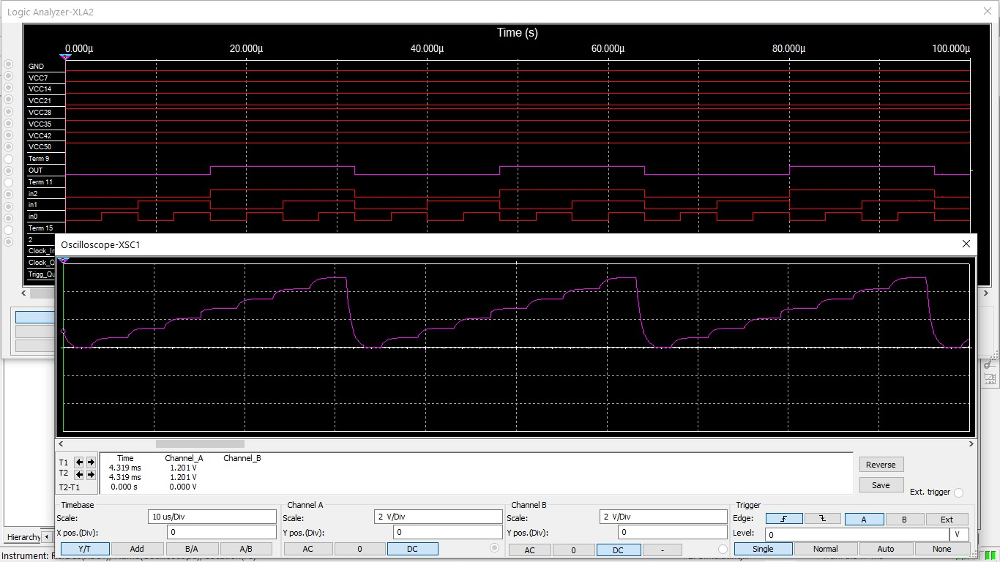 Logic Analyzer-XLA2
Time (s)
0.000µ 20.000µ 40.000µ 60.000µ 80.000µ 100.000µ
GND
VCC7
VCC14
VCC21
VCC28
VCC35
VCC42
VCC50
Term 9
OUT
Term 11
in2
in1
in0
Term 15
2
Clock_In
Clock_Q
Trigg_Qu
Oscilloscope-XSC1
Time Channel_A Channel_B
T1 4.319 ms 1.201 V
T2 4.319 ms 1.201 V
T2-T1 0.000 s 0.000 V
Reverse
Save
Ext. trigger
Timebase
Scale: 10 us/Div
X pos.(Div): 0
Y/T Add B/A A/B
Channel A
Scale: 2 V/Div
Y pos.(Div): 0
AC 0 DC
Channel B
Scale: 2 V/Div
Y pos.(Div): 0
AC 0 DC -
Trigger
Edge: A B Ext
Level: 0 V
Single Normal Auto None
Hierarchy
Instrument: